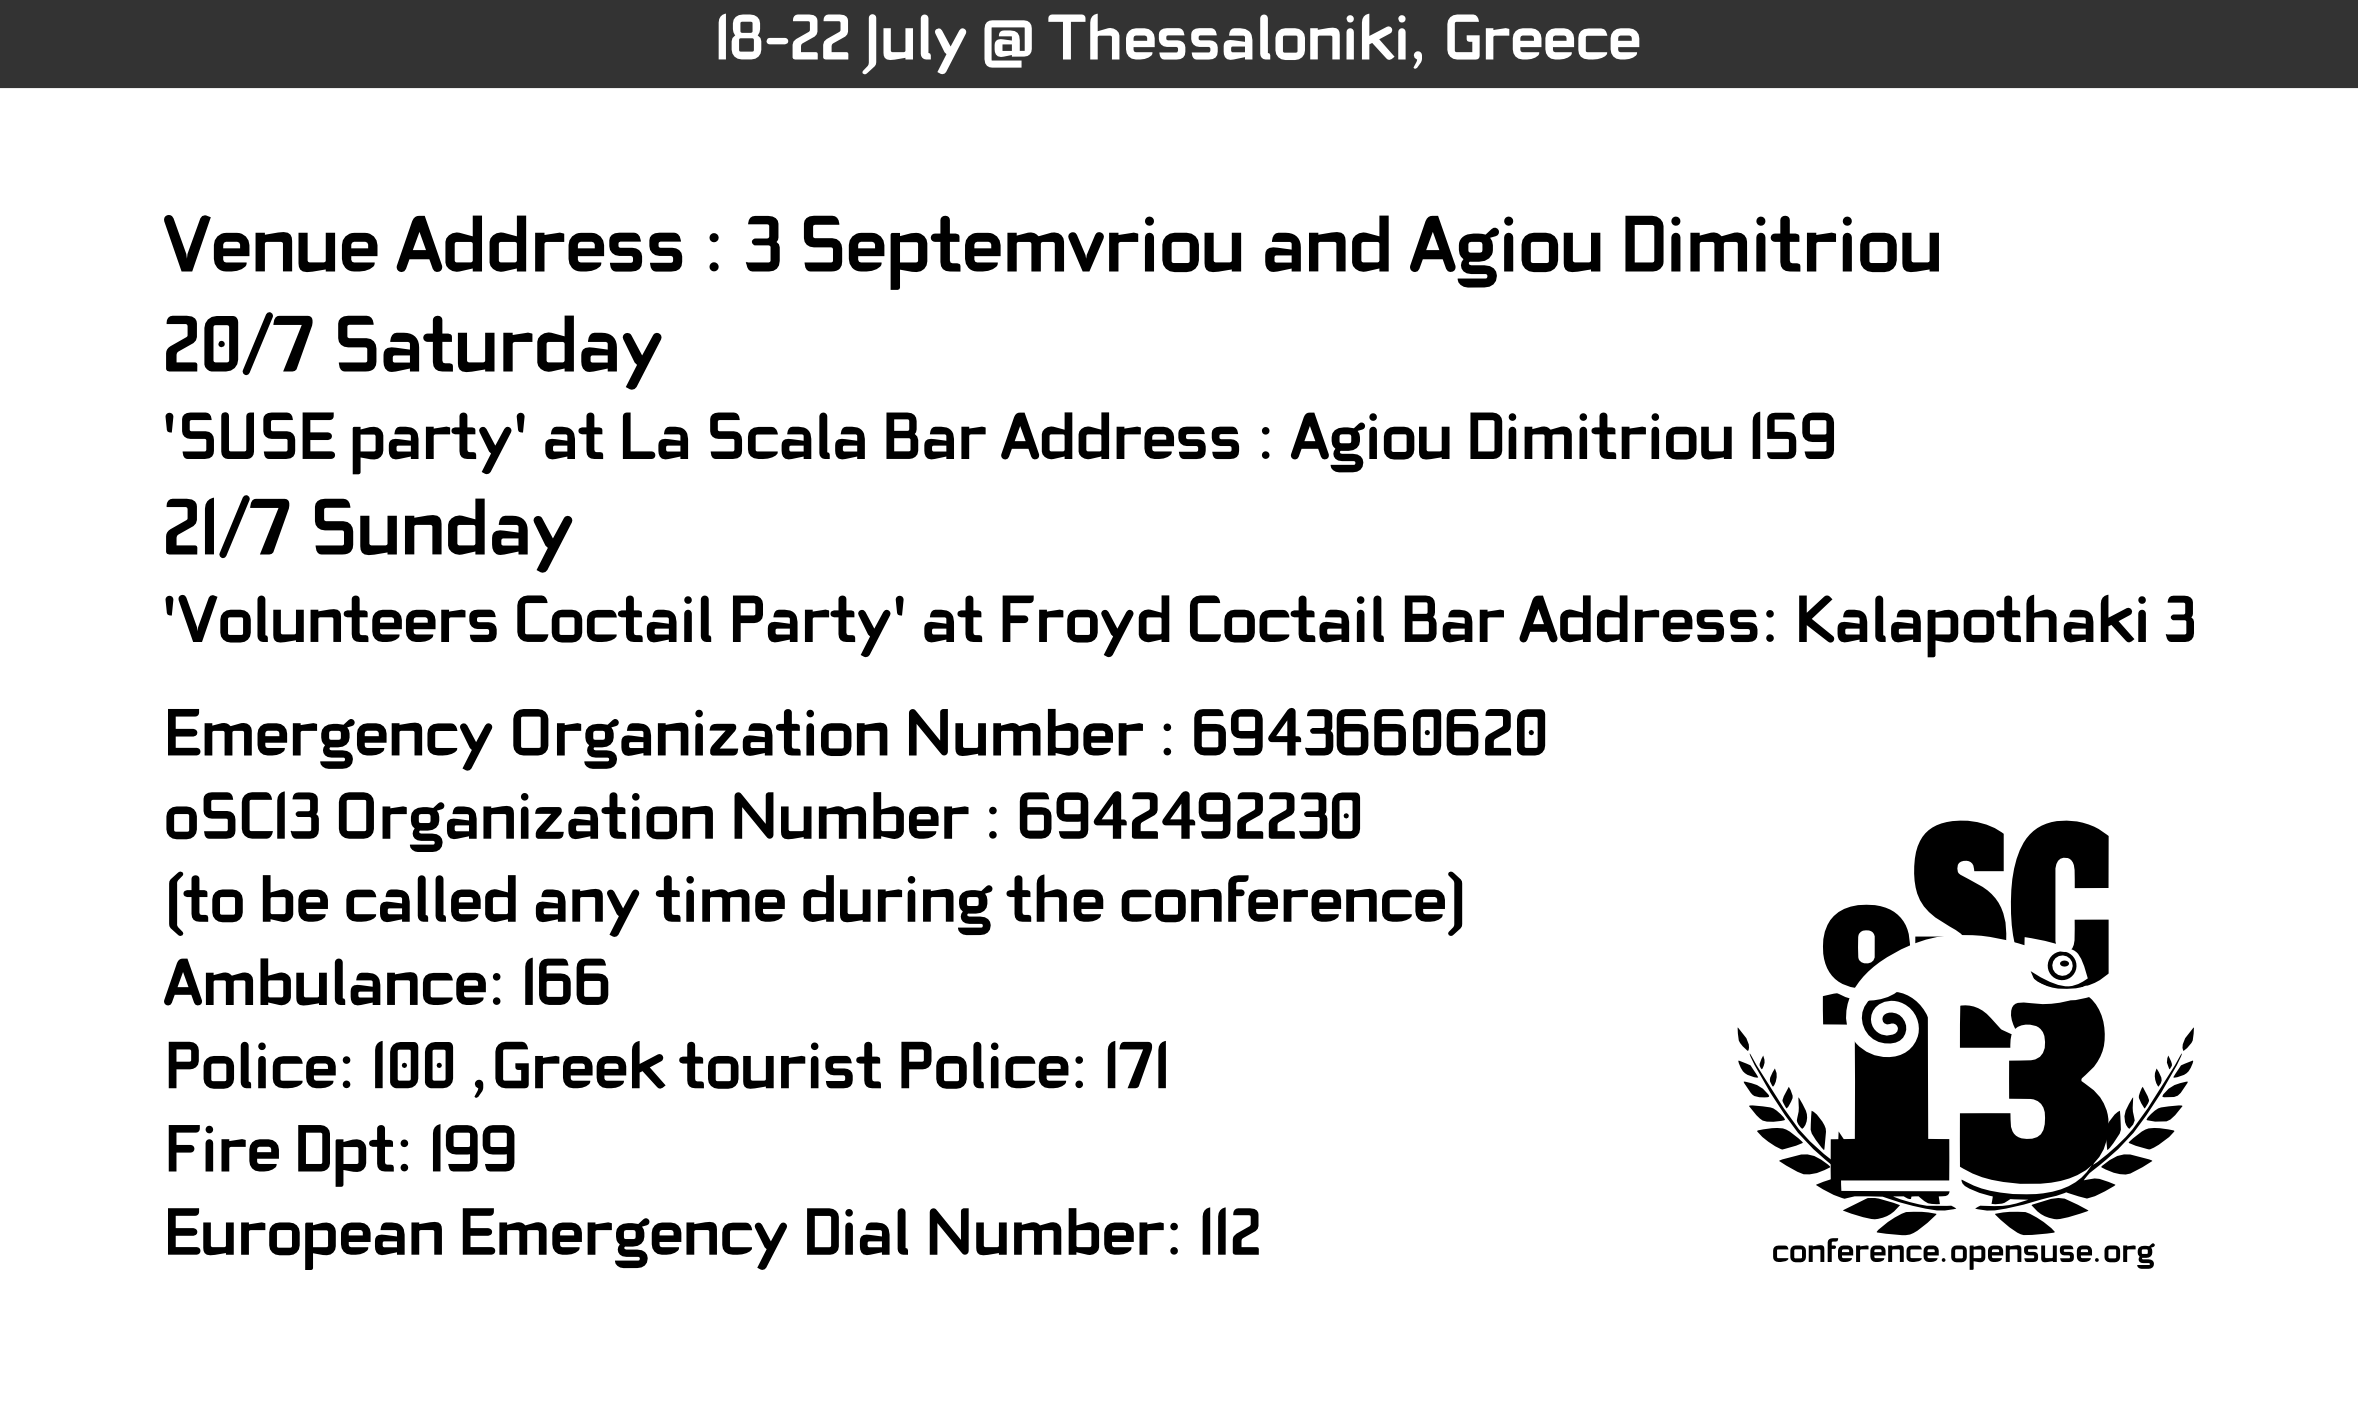 18-22 July @ Thessaloniki, Greece
Venue Address : 3 Septemvriou and Agiou Dimitriou
20/7 Saturday
'SUSE party' at La Scala Bar Address : Agiou Dimitriou 159
21/7 Sunday
'Volunteers Coctail Party' at Froyd Coctail Bar Address: Kalapothaki 3
Emergency Organization Number : 6943660620
oSC13 Organization Number : 6942492230
(to be called any time during the conference)
Ambulance: 166
Police: 100 ,Greek tourist Police: 171
Fire Dpt: 199
European Emergency Dial Number: 112
oSC
13
conference.opensuse.org